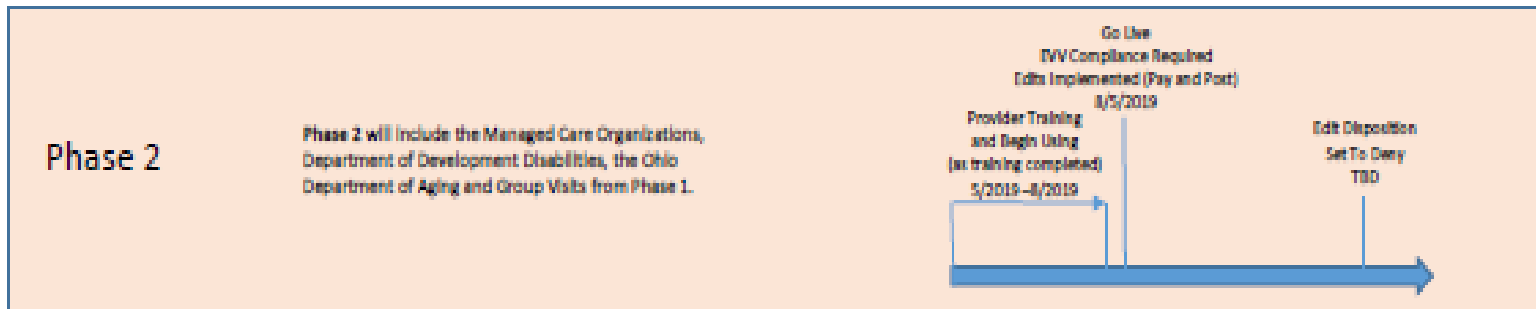 Phase 2
Phase 2 will include the Managed Care Organizations,
Department of Development Disabilities, the Ohio
Department of Aging and Group Visits from Phase 1.
Go Live
EVV Compliance Required
Edits Implemented (Pay and Post)
8/5/2019
Provider Training
and Begin Using
(as training completed)
5/2019 –8/2019
Edit Disposition
Set To Deny
TBD